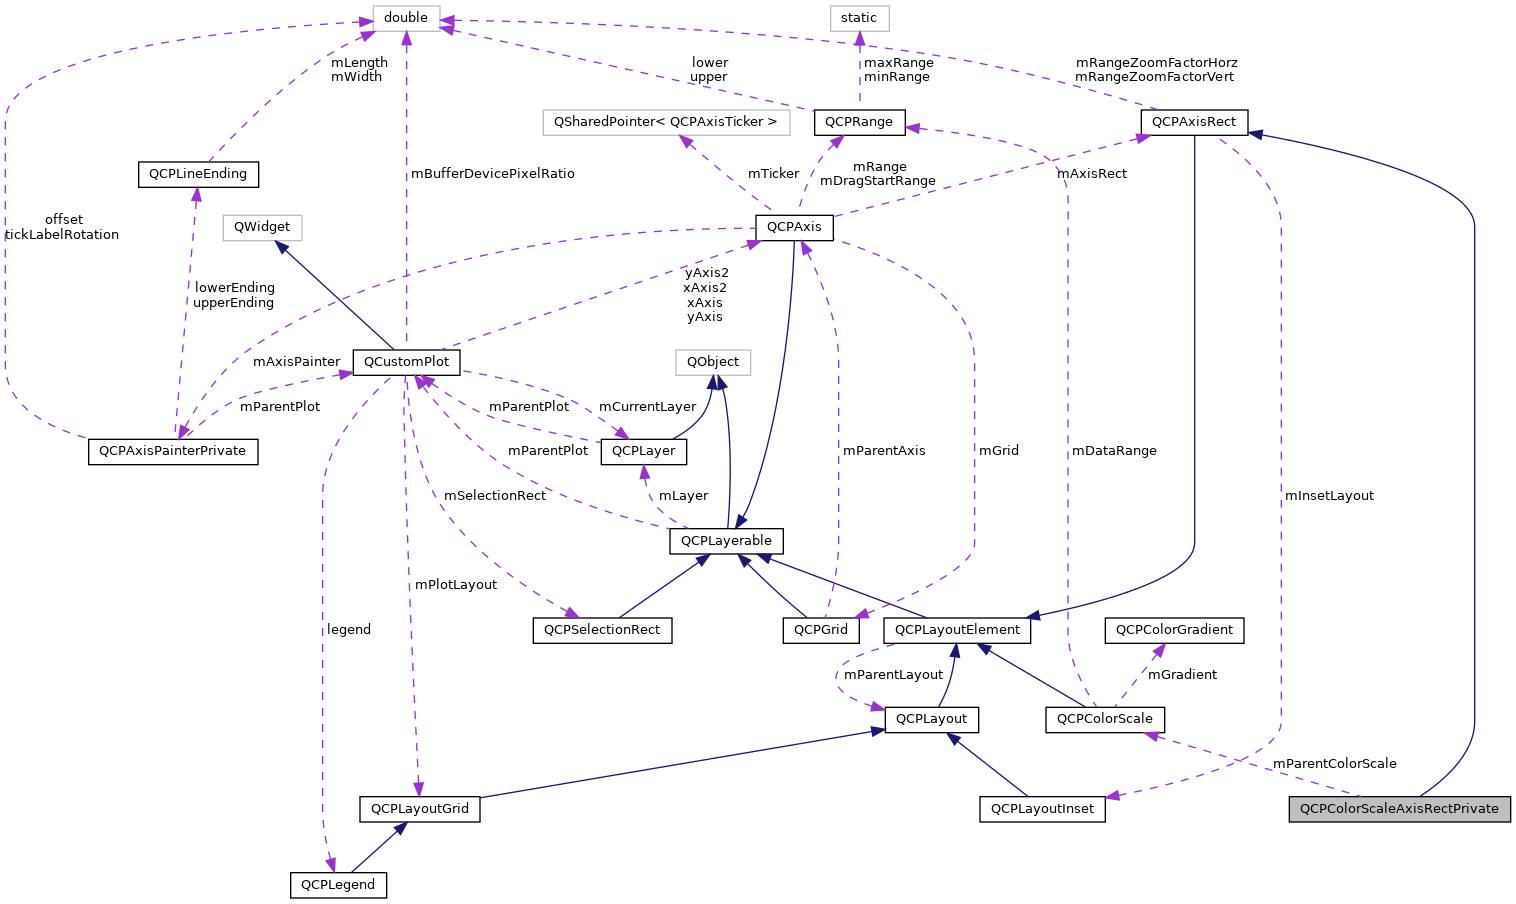 double
static
mLength
mWidth
lower
upper
maxRange
minRange
mRangeZoomFactorHorz
mRangeZoomFactorVert
QSharedPointer< QCPAxisTicker >
QCPRange
QCPAxisRect
QCPLineEnding
mBufferDevicePixelRatio
mTicker
mRange
mDragStartRange
mAxisRect
offset
tickLabelRotation
QWidget
QCPAxis
lowerEnding
upperEnding
yAxis2
xAxis2
xAxis
yAxis
mAxisPainter
QCustomPlot
QObject
mParentPlot
mParentPlot
mCurrentLayer
QCPAxisPainterPrivate
mParentPlot
QCPLayer
mParentAxis
mGrid
mDataRange
mSelectionRect
mLayer
mInsetLayout
QCPLayerable
mPlotLayout
legend
QCPSelectionRect
QCPGrid
QCPLayoutElement
QCPColorGradient
mParentLayout
mGradient
QCPLayout
QCPColorScale
mParentColorScale
QCPLayoutGrid
QCPLayoutInset
QCPColorScaleAxisRectPrivate
QCPLegend